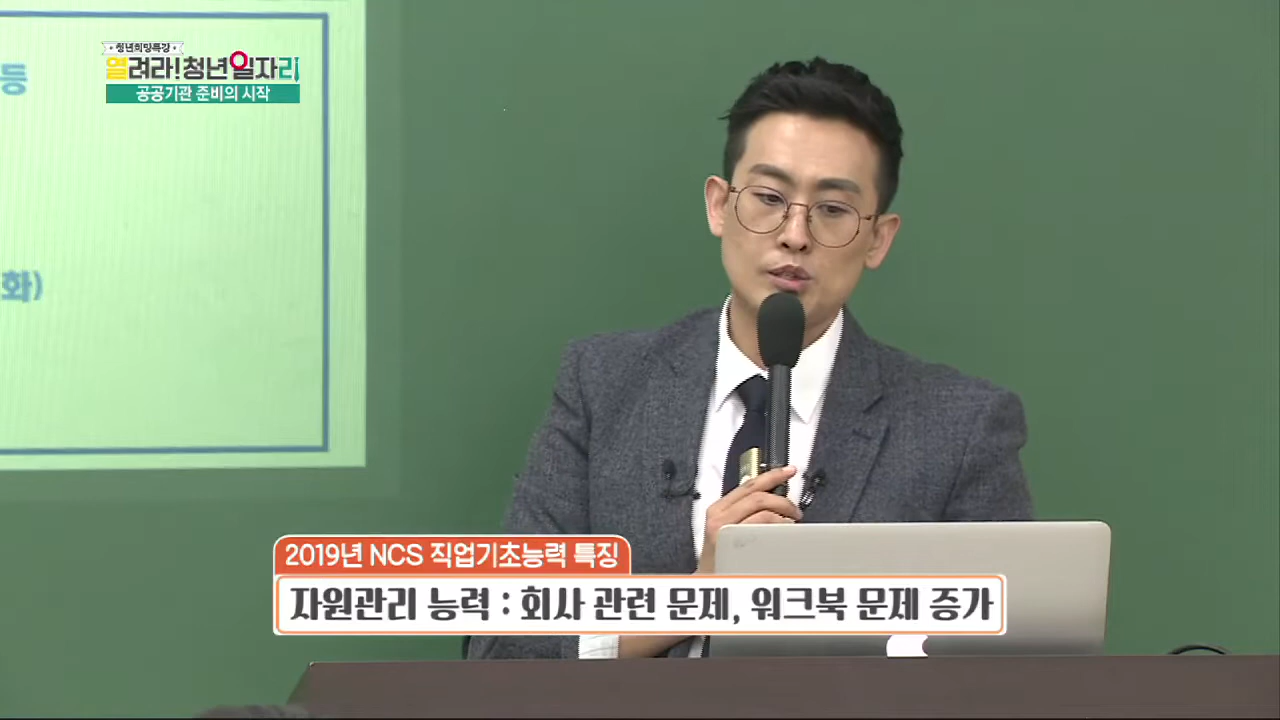 청년희망특강
열려라! 청년일자리
공공기관 준비의 시작
등
화)
2019년 NCS 직업기초능력 특징
자원관리 능력 : 회사 관련 문제, 워크북 문제 증가